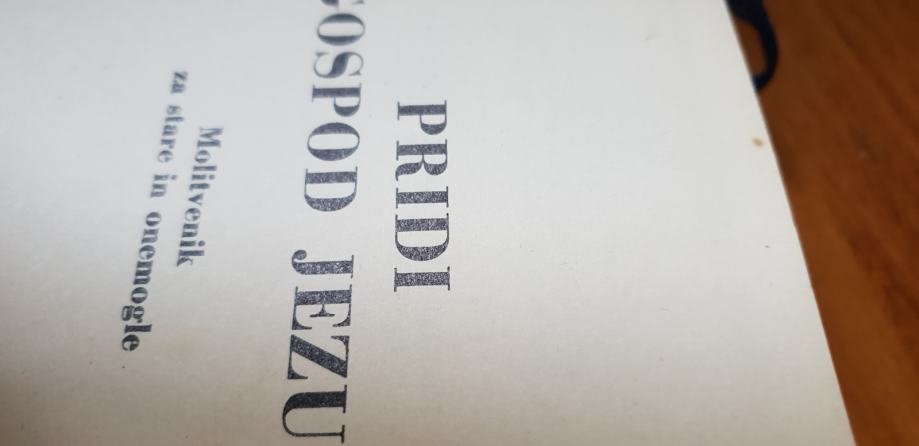 PRIDI
GOSPOD JEZU
Molitvenik
za stare in onemogle